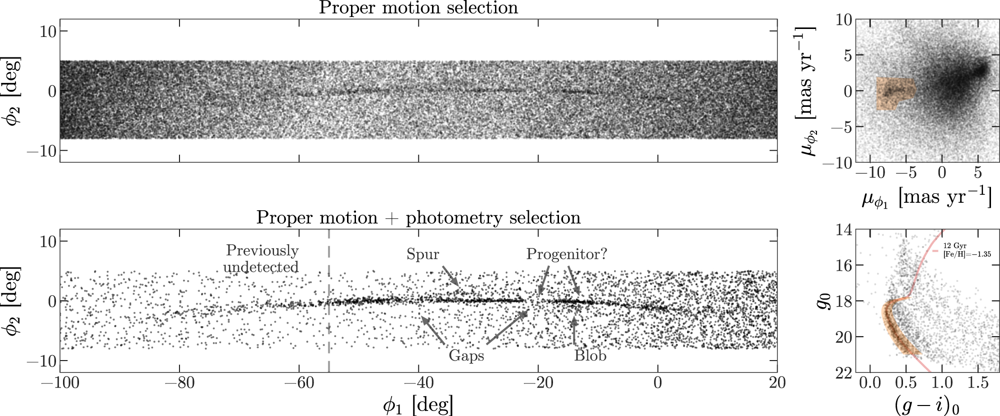 Proper motion selection
10
0
−10
ϕ2 [deg]
10
5
0
−5
−10
μϕ2 [mas yr−1]
−10 −5 0 5
μϕ1 [mas yr−1]
Proper motion + photometry selection
10
0
−10
ϕ2 [deg]
Previously
undetected
Spur
Progenitor?
Gaps
Blob
−100 −80 −60 −40 −20 0 20
ϕ1 [deg]
14
16
18
20
22
g0
12 Gyr
[Fe/H]=−1.35
0.0 0.5 1.0 1.5
(g − i)0